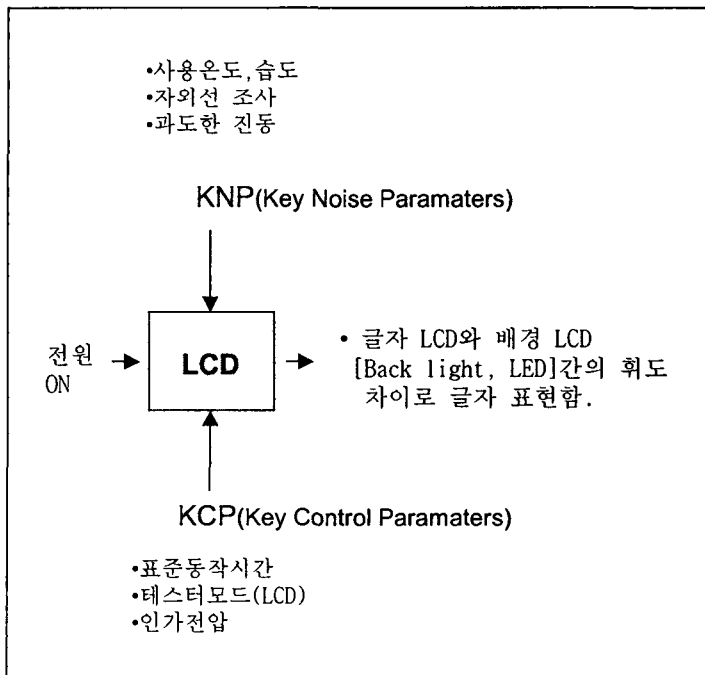 •사용온도,습도
•자외선 조사
•과도한 진동
KNP(Key Noise Paramaters)
전원
ON
LCD
• 글자 LCD와 배경 LCD
[Back light, LED]간의 휘도
차이로 글자 표현함.
KCP(Key Control Paramaters)
•표준동작시간
•테스터모드(LCD)
•인가전압